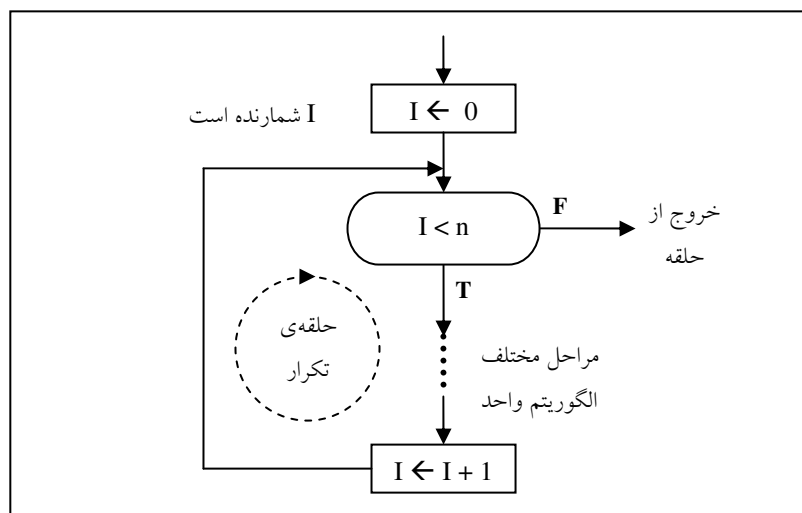 I ← 0
I شمارنده است
I < n
F
خروج از
حلقه
T
حلقه‌ی
تکرار
مراحل مختلف
الگوریتم واحد
I ← I + 1